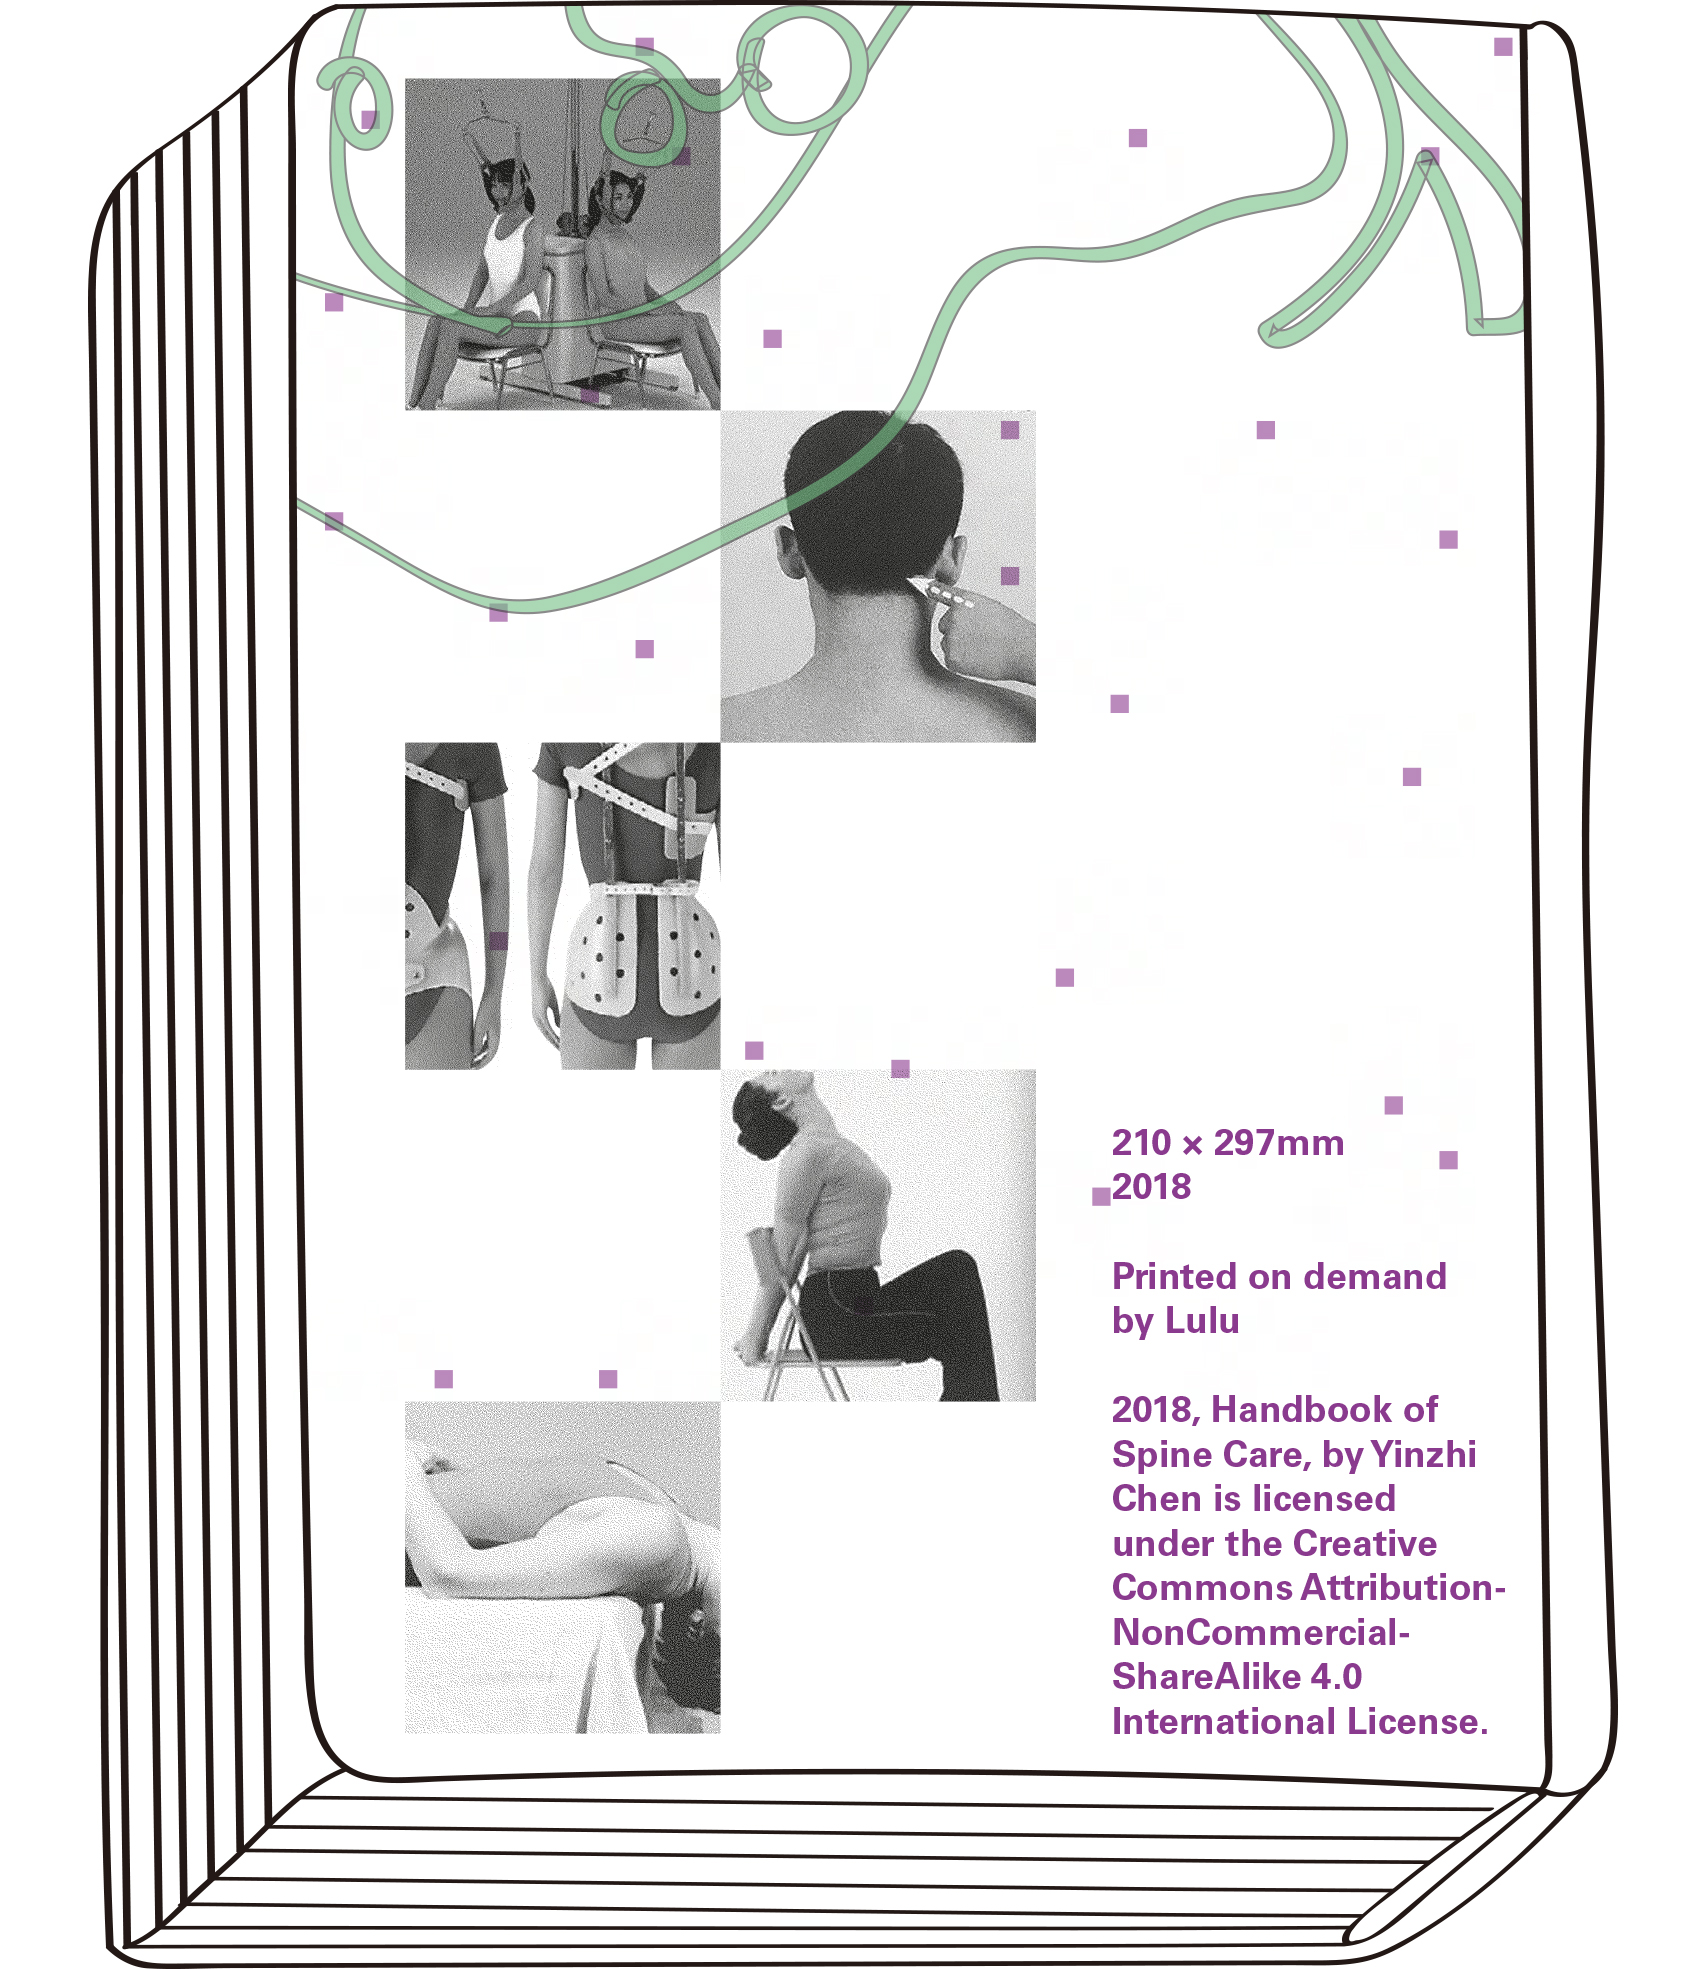 210 × 297mm
2018
Printed on demand
by Lulu
2018, Handbook of
Spine Care, by Yinzhi
Chen is licensed
under the Creative
Commons Attribution-
NonCommercial-
ShareAlike 4.0
International License.